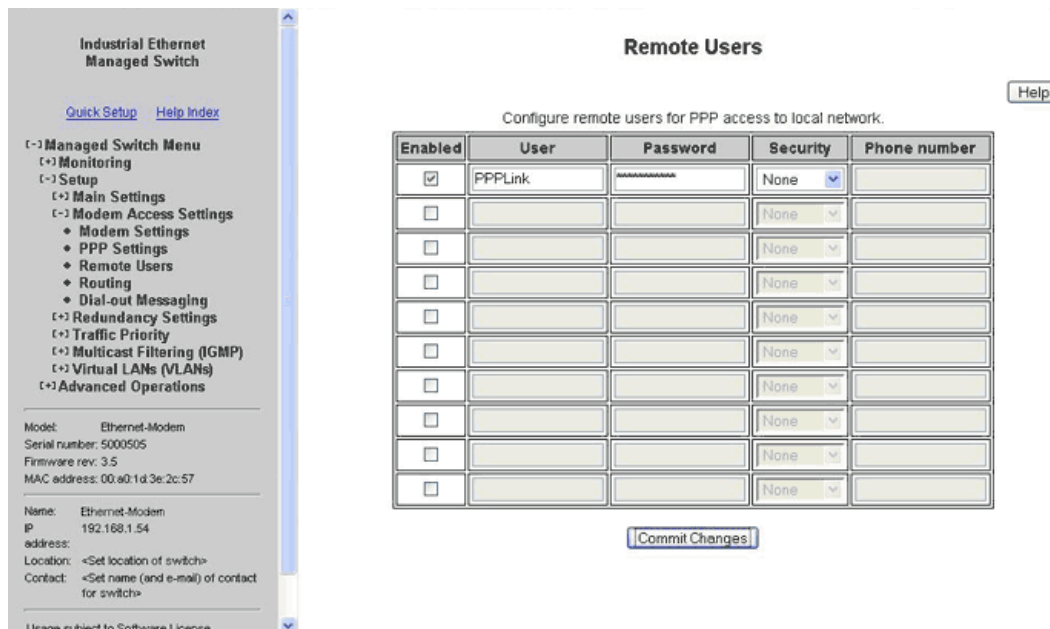 Industrial Ethernet
Managed Switch
Quick Setup Help Index
[-] Managed Switch Menu
[+] Monitoring
[-] Setup
[+] Main Settings
[-] Modem Access Settings
Modem Settings
PPP Settings
Remote Users
Routing
Dial-out Messaging
[+] Redundancy Settings
[+] Traffic Priority
[+] Multicast Filtering (IGMP)
[+] Virtual LANs (VLANs)
[+] Advanced Operations
Model: Ethernet-Modem
Serial number: 5000505
Firmware rev: 3.5
MAC address: 00:a0:1d:3e:2c:57
Name: Ethernet-Modem
IP address: 192.168.1.54
Location: <Set location of switch>
Contact: <Set name (and e-mail) of contact
for switch>
Usage subject to Software License
Remote Users
Help
Configure remote users for PPP access to local network.
Enabled User Password Security Phone number
PPPLink ************ None
None
None
None
None
None
None
None
None
None
Commit Changes